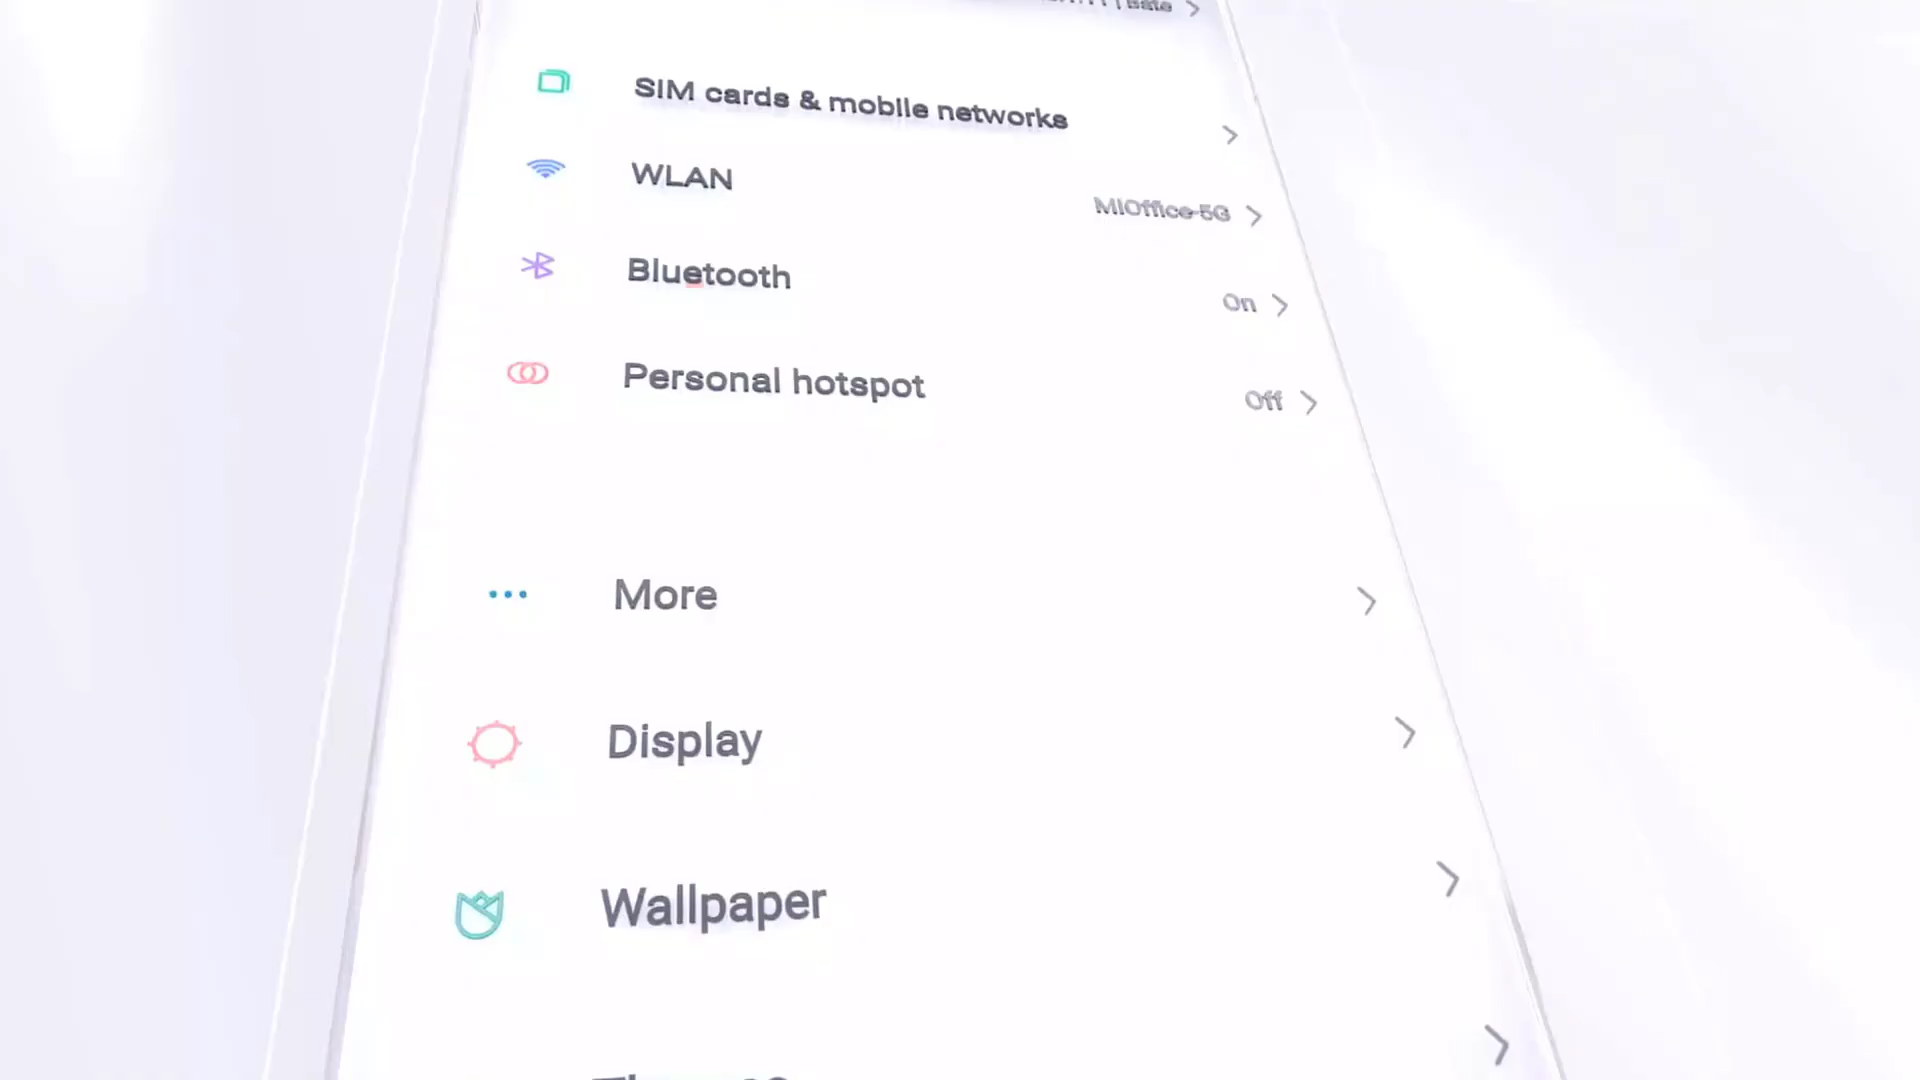 SIM cards & mobile networks
WLAN
MIOffice-5G
Bluetooth
On
Personal hotspot
Off
More
Display
Wallpaper